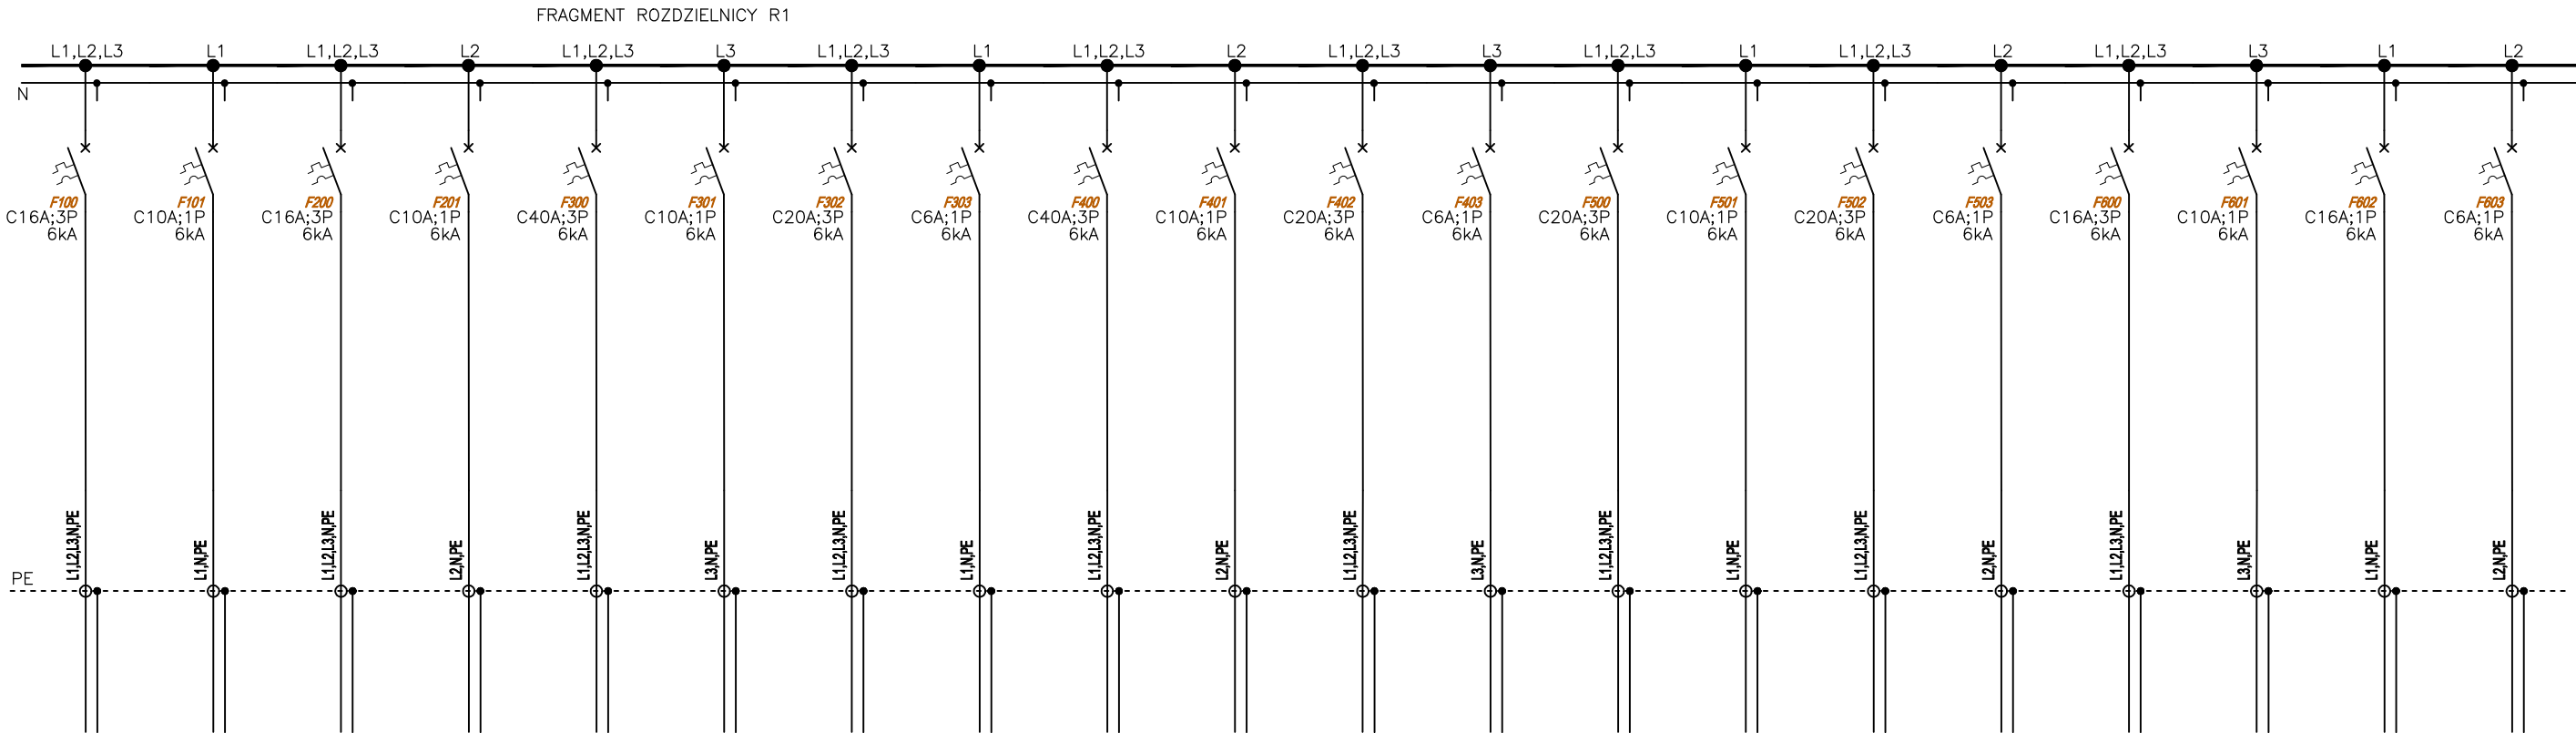 FRAGMENT ROZDZIELNICY R1
L1,L2,L3 L1 L1,L2,L3 L2 L1,L2,L3 L3 L1,L2,L3 L1 L1,L2,L3 L2 L1,L2,L3 L3 L1,L2,L3 L1 L1,L2,L3 L2 L1,L2,L3 L3 L1 L2
N
F100 F101 F200 F201 F300 F301 F302 F303 F400 F401 F402 F403 F500 F501 F502 F503 F600 F601 F602 F603
C16A;3P C10A;1P C16A;3P C10A;1P C40A;3P C10A;1P C20A;3P C6A;1P C40A;3P C10A;1P C20A;3P C6A;1P C20A;3P C10A;1P C20A;3P C6A;1P C16A;3P C10A;1P C16A;1P C6A;1P
6kA 6kA 6kA 6kA 6kA 6kA 6kA 6kA 6kA 6kA 6kA 6kA 6kA 6kA 6kA 6kA 6kA 6kA 6kA 6kA
L1,L2,L3,N,PE L1,N,PE L1,L2,L3,N,PE L2,N,PE L1,L2,L3,N,PE L3,N,PE L1,L2,L3,N,PE L1,N,PE L1,L2,L3,N,PE L2,N,PE L1,L2,L3,N,PE L3,N,PE L1,L2,L3,N,PE L1,N,PE L1,L2,L3,N,PE L2,N,PE L1,L2,L3,N,PE L3,N,PE L1,N,PE L2,N,PE
PE